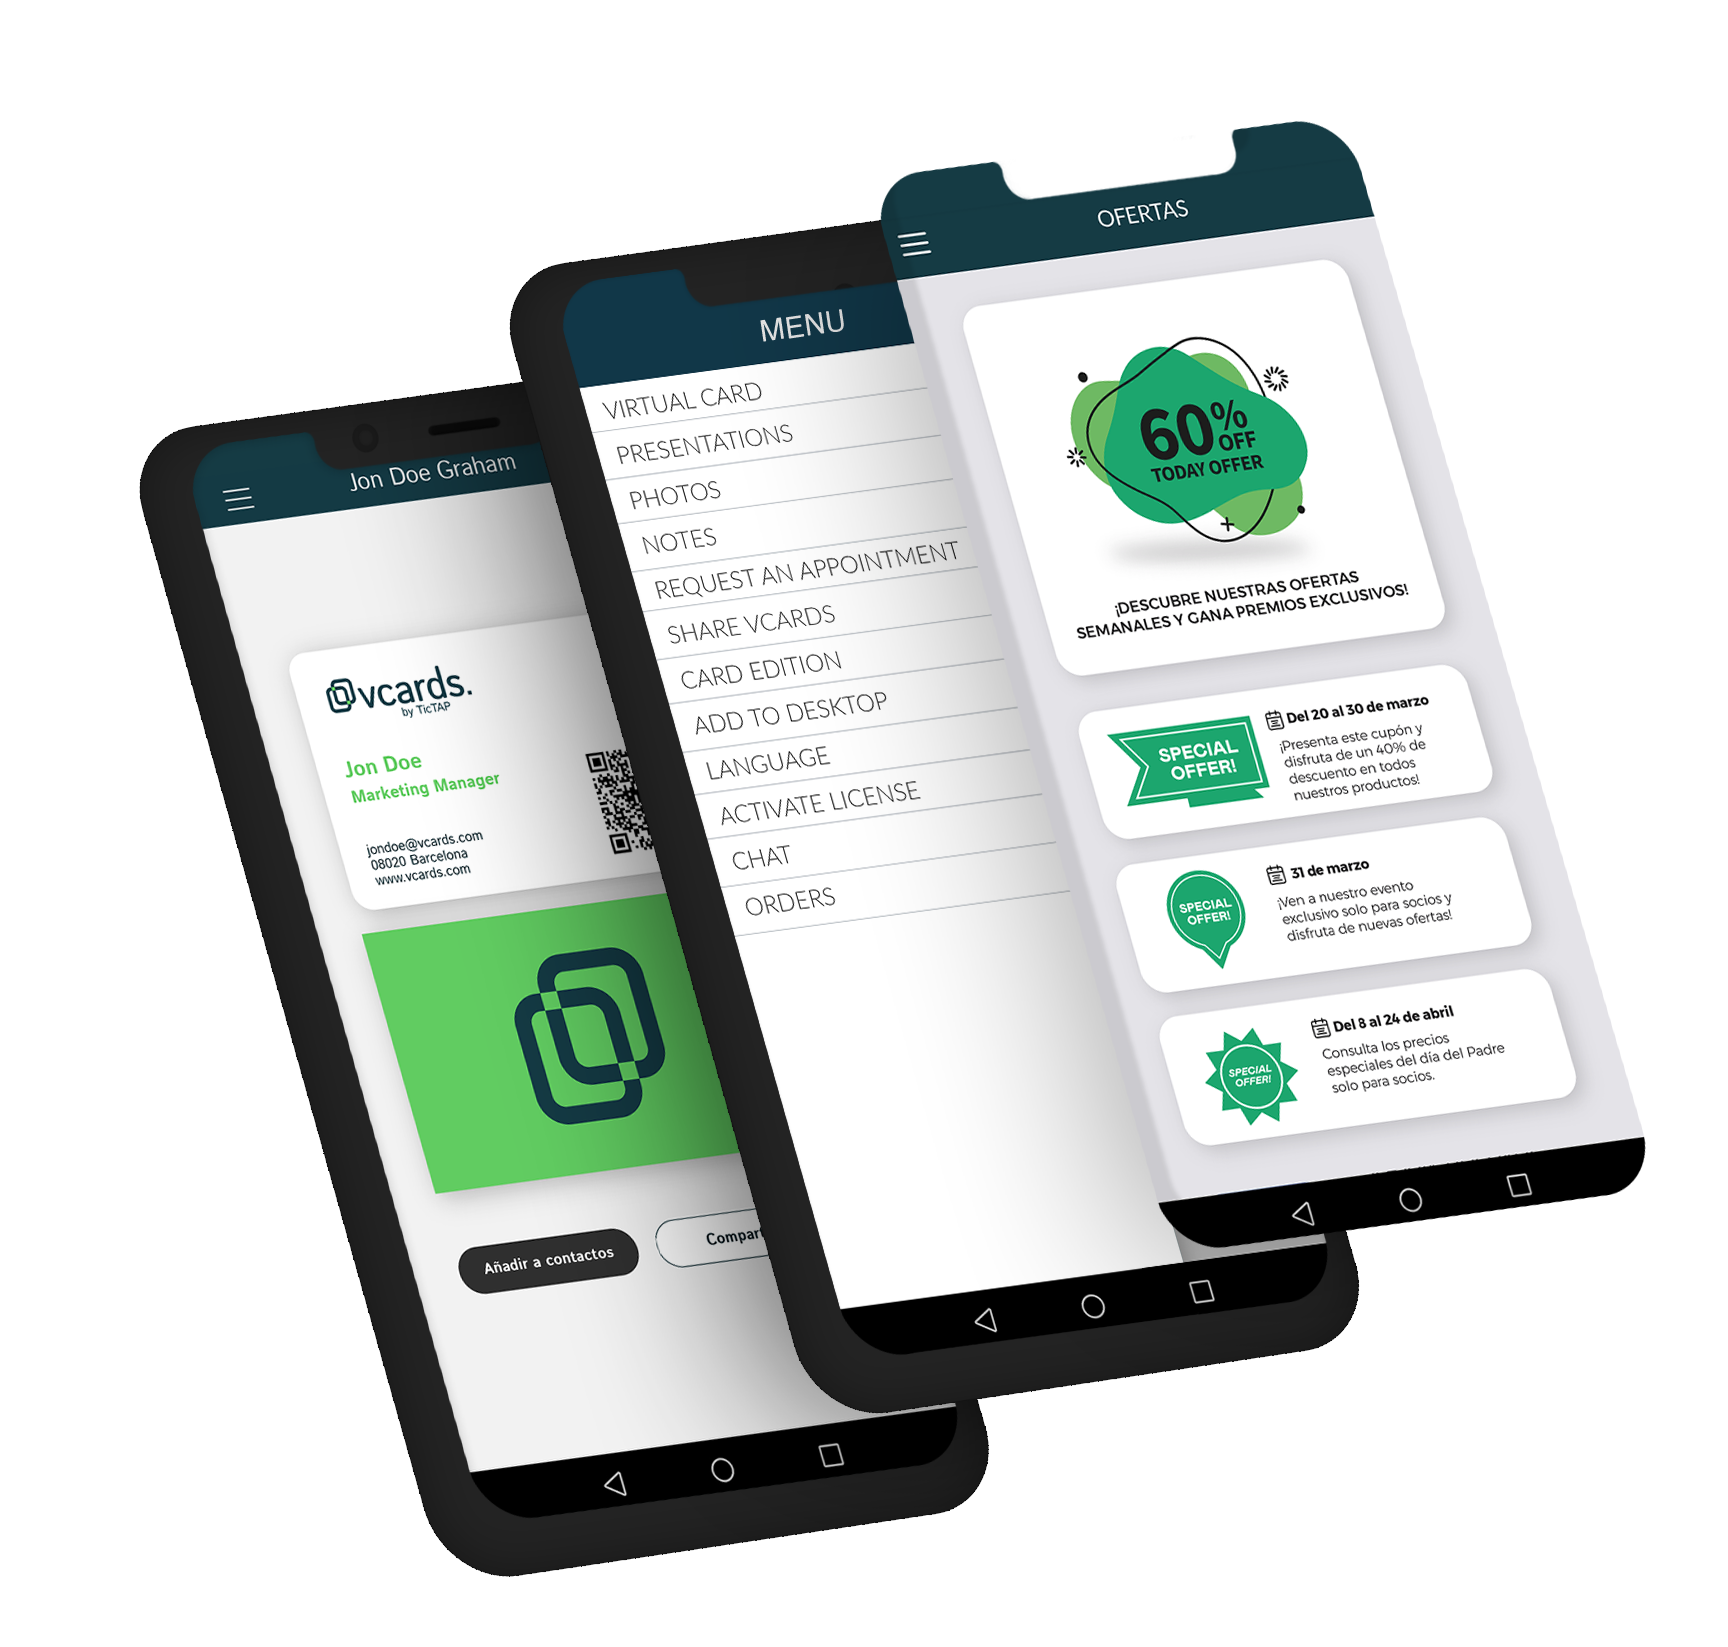 Jon Doe Graham
vcards.
by TicTAP
Jon Doe
Marketing Manager
jondoe@vcards.com
08020 Barcelona
www.vcards.com
Añadir a contactos
Compart
MENU
VIRTUAL CARD
PRESENTATIONS
PHOTOS
NOTES
REQUEST AN APPOINTMENT
SHARE VCARDS
CARD EDITION
ADD TO DESKTOP
LANGUAGE
ACTIVATE LICENSE
CHAT
ORDERS
OFERTAS
60%
OFF
TODAY OFFER
¡DESCUBRE NUESTRAS OFERTAS
SEMANALES Y GANA PREMIOS EXCLUSIVOS!
SPECIAL
OFFER!
Del 20 al 30 de marzo
¡Presenta este cupón y
disfruta de un 40% de
descuento en todos
nuestros productos!
SPECIAL
OFFER!
31 de marzo
¡Ven a nuestro evento
exclusivo solo para socios y
disfruta de nuevas ofertas!
SPECIAL
OFFER!
Del 8 al 24 de abril
Consulta los precios
especiales del día del Padre
solo para socios.